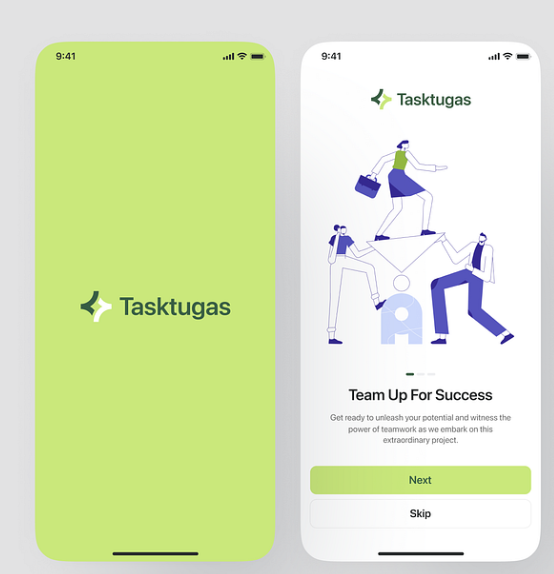 9:41
Tasktugas
9:41
Tasktugas
Team Up For Success
Get ready to unleash your potential and witness the
power of teamwork as we embark on this
extraordinary project.
Next
Skip